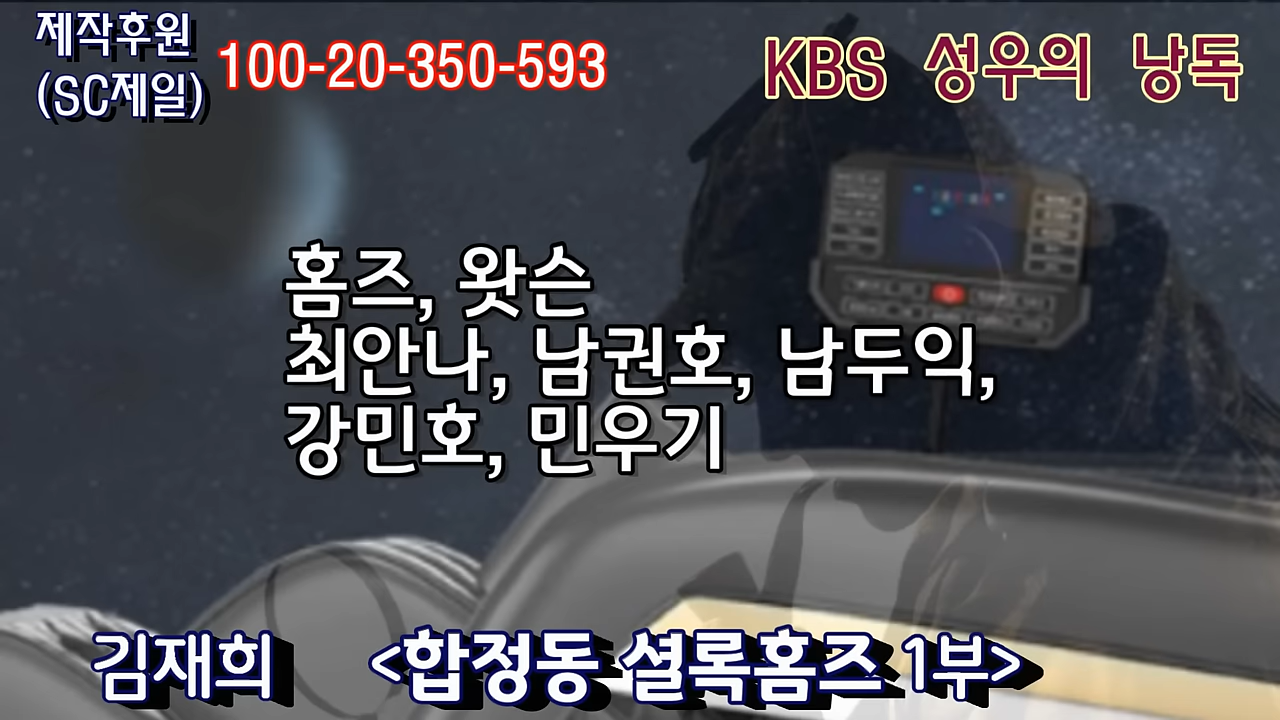 제작후원
(SC제일)
100-20-350-593
KBS 성우의 낭독
홈즈, 왓슨
최안나, 남권호, 남두익,
강민호, 민우기
김재희 <합정동 셜록홈즈 1부>